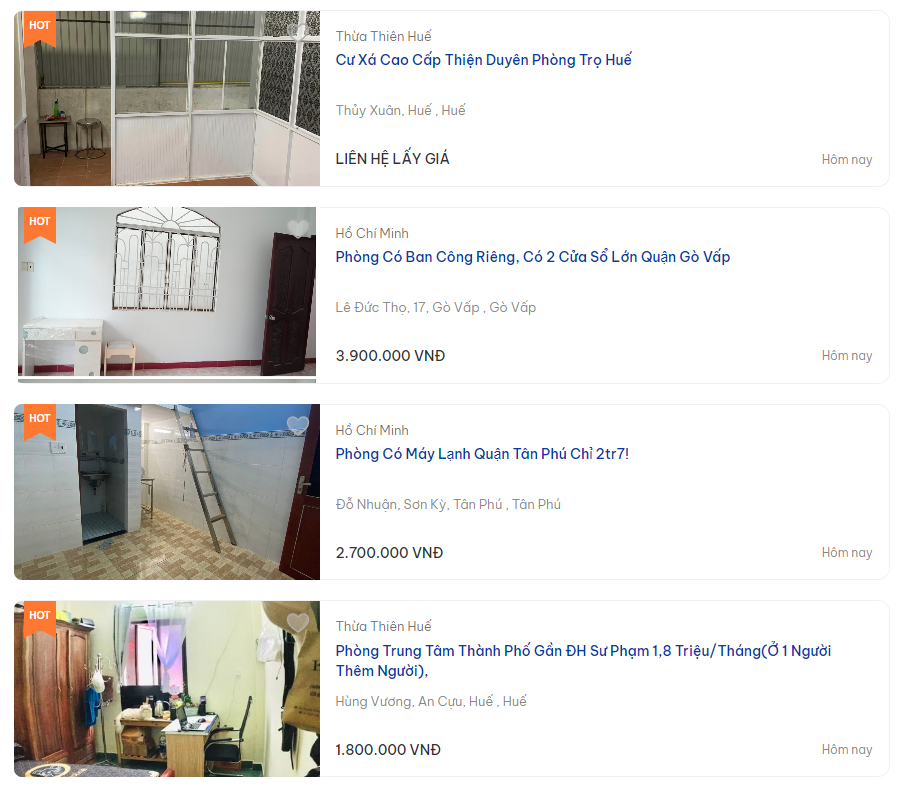 HOT
Thừa Thiên Huế
Cư Xá Cao Cấp Thiện Duyên Phòng Trọ Huế
Thủy Xuân, Huế , Huế
LIÊN HỆ LẤY GIÁ
Hôm nay
HOT
Hồ Chí Minh
Phòng Có Ban Công Riêng, Có 2 Cửa Sổ Lớn Quận Gò Vấp
Lê Đức Thọ, 17, Gò Vấp , Gò Vấp
3.900.000 VNĐ
Hôm nay
HOT
Hồ Chí Minh
Phòng Có Máy Lạnh Quận Tân Phú Chỉ 2tr7!
Đỗ Nhuận, Sơn Kỳ, Tân Phú , Tân Phú
2.700.000 VNĐ
Hôm nay
HOT
Thừa Thiên Huế
Phòng Trung Tâm Thành Phố Gần ĐH Sư Phạm 1,8 Triệu/Tháng(Ở 1 Người
Thêm Người),
Hùng Vương, An Cựu, Huế , Huế
1.800.000 VNĐ
Hôm nay